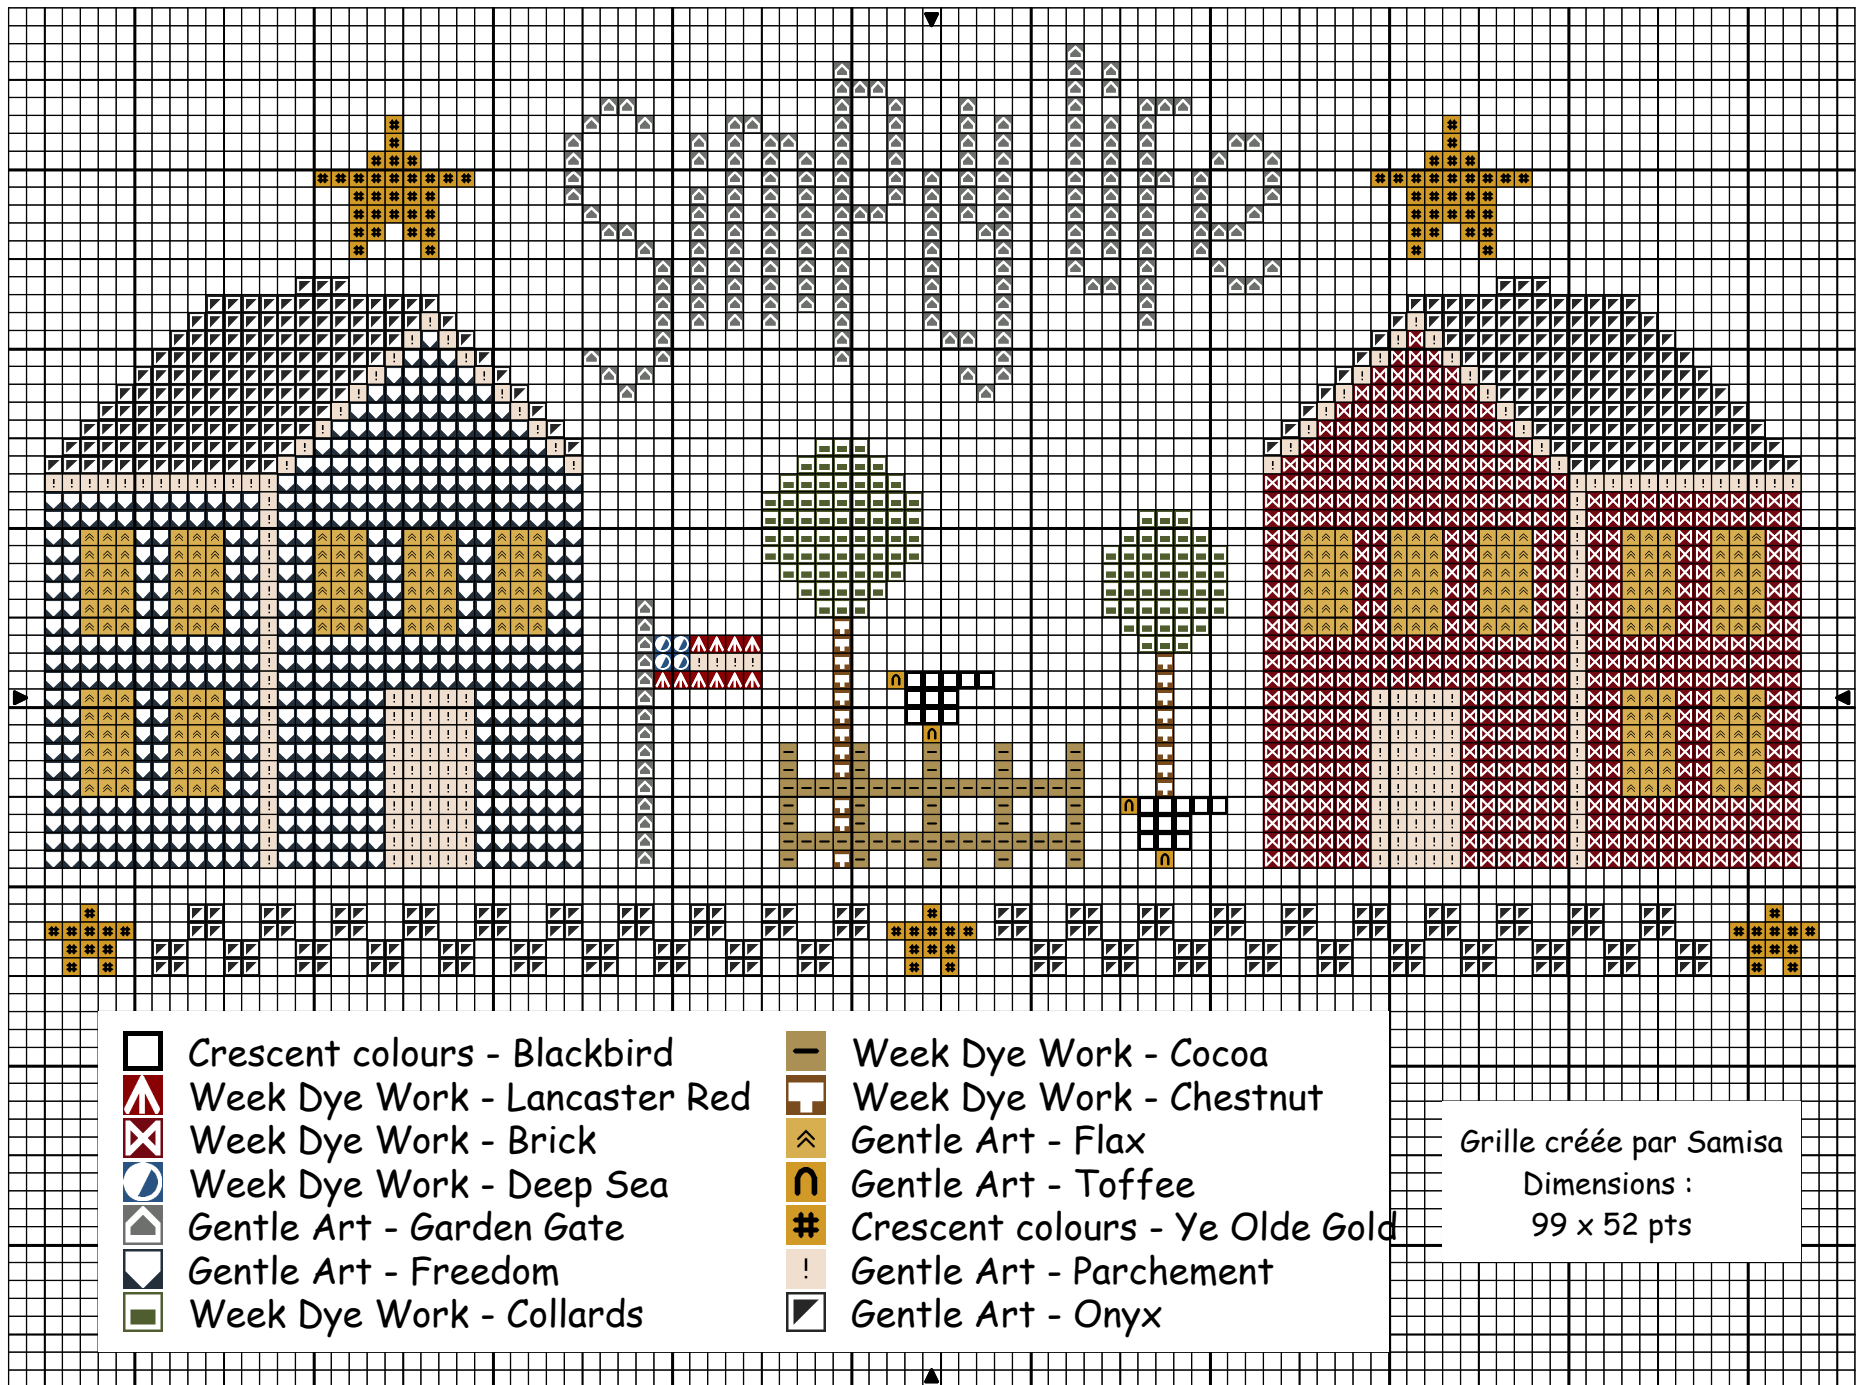 Simply Life
Crescent colours - Blackbird
Week Dye Work - Lancaster Red
Week Dye Work - Brick
Week Dye Work - Deep Sea
Gentle Art - Garden Gate
Gentle Art - Freedom
Week Dye Work - Collards
Week Dye Work - Cocoa
Week Dye Work - Chestnut
Gentle Art - Flax
Gentle Art - Toffee
Crescent colours - Ye Olde Gold
Gentle Art - Parchement
Gentle Art - Onyx
Grille créée par Samisa
Dimensions :
99 x 52 pts